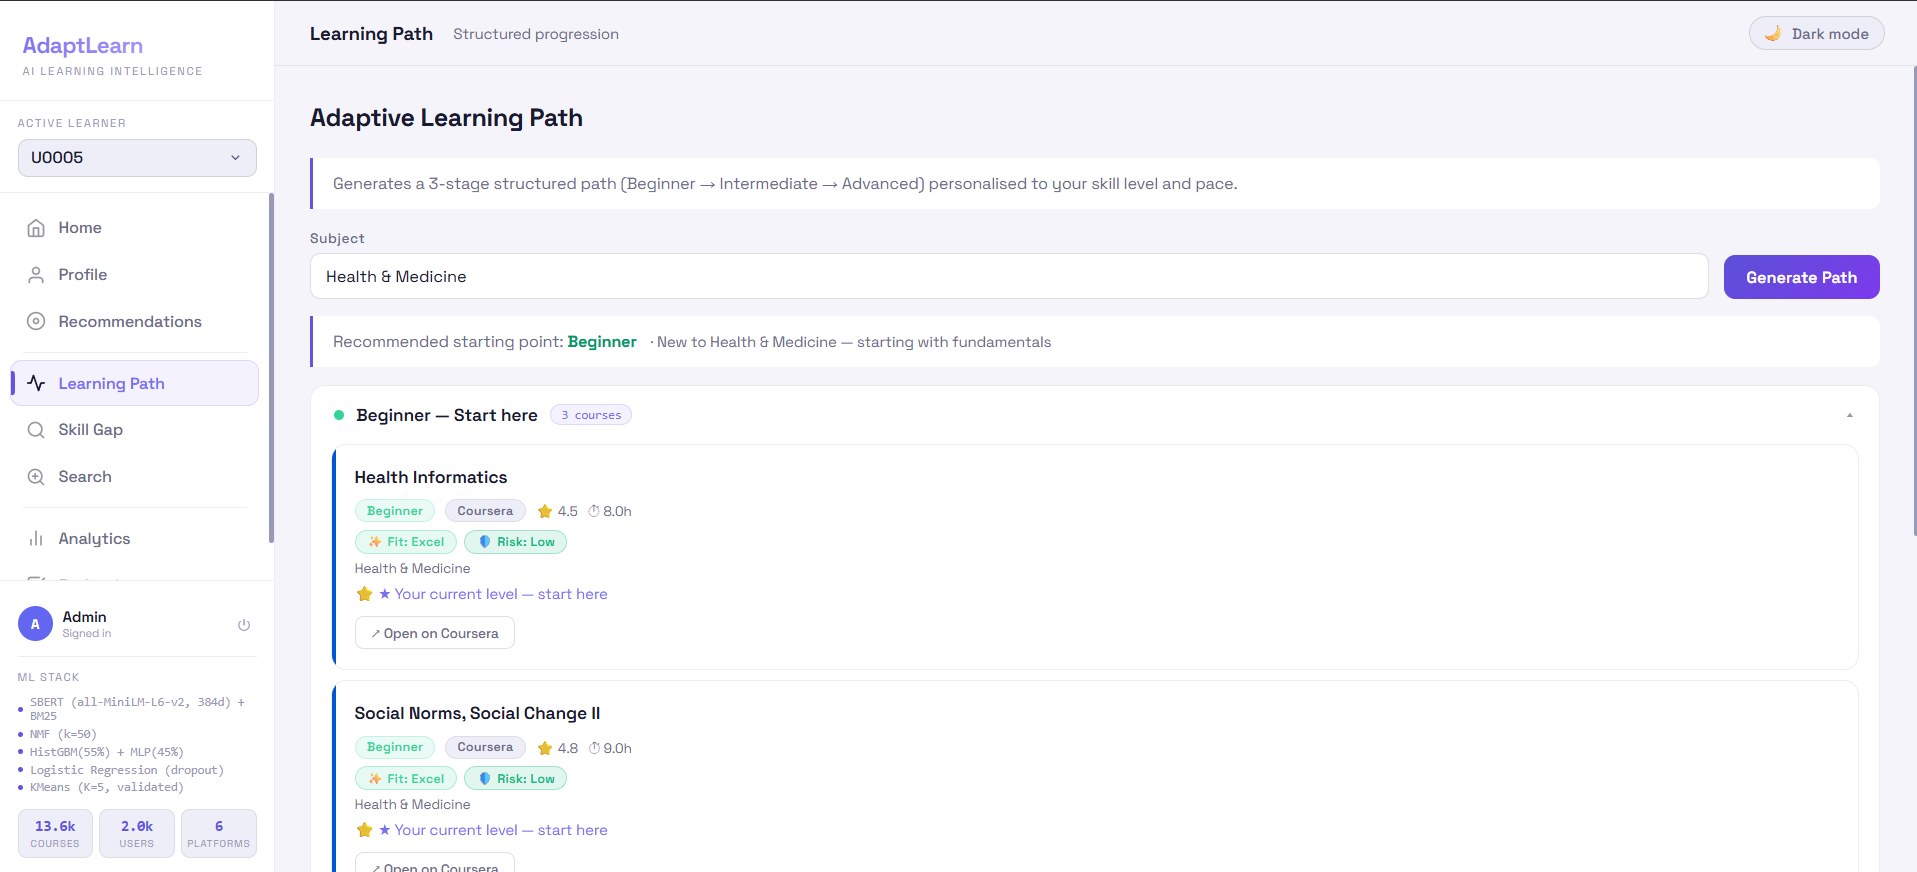 AdaptLearn
AI LEARNING INTELLIGENCE
ACTIVE LEARNER
U0005
Home
Profile
Recommendations
Learning Path
Skill Gap
Search
Analytics
A
Admin
Signed in
ML STACK
SBERT (all-MiniLM-L6-v2, 384d) +
BM25
NMF (k=50)
HistGBM(55%) + MLP(45%)
Logistic Regression (dropout)
KMeans (K=5, validated)
13.6k
COURSES
2.0k
USERS
6
PLATFORMS
Learning Path Structured progression
Dark mode
Adaptive Learning Path
Generates a 3-stage structured path (Beginner → Intermediate → Advanced) personalised to your skill level and pace.
Subject
Health & Medicine
Generate Path
Recommended starting point: Beginner · New to Health & Medicine — starting with fundamentals
Beginner — Start here 3 courses
Health Informatics
Beginner Coursera ⭐ 4.5 ⏱ 8.0h
✨ Fit: Excel 🛡 Risk: Low
Health & Medicine
⭐ ★ Your current level — start here
↗ Open on Coursera
Social Norms, Social Change II
Beginner Coursera ⭐ 4.8 ⏱ 9.0h
✨ Fit: Excel 🛡 Risk: Low
Health & Medicine
⭐ ★ Your current level — start here
↗ Open on Coursera